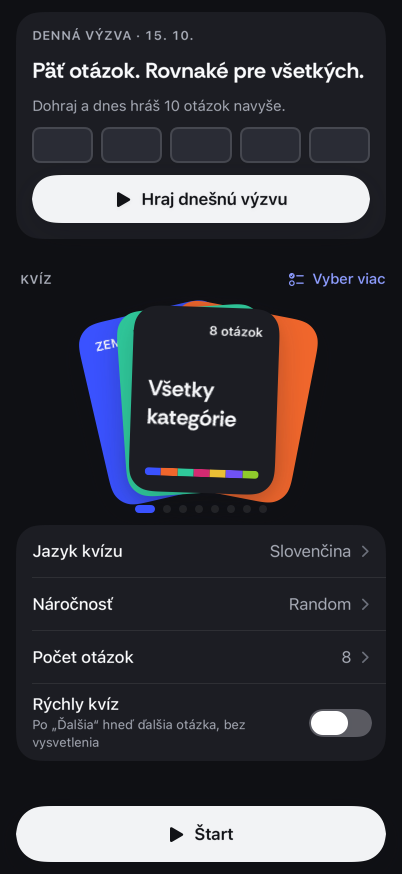 DENNÁ VÝZVA · 15. 10.
Päť otázok. Rovnaké pre všetkých.
Dohraj a dnes hráš 10 otázok navyše.
Hraj dnešnú výzvu
KVÍZ
Vyber viac
8 otázok
Všetky
kategórie
Jazyk kvízu
Slovenčina
Náročnosť
Random
Počet otázok
8
Rýchly kvíz
Po „Ďalšia“ hneď ďalšia otázka, bez
vysvetlenia
Štart